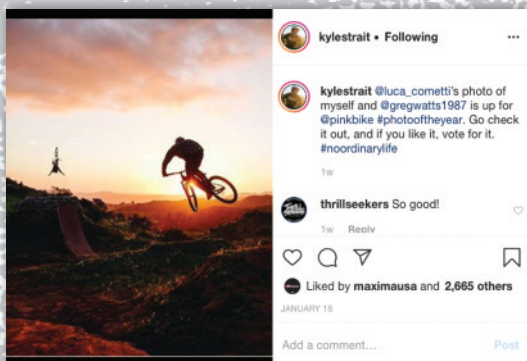 kylestrait • Following
kylestrait @luca_cometti's photo of
myself and @gregwatts1987 is up for
@pinkbike #photooftheyear. Go check
it out, and if you like it, vote for it.
#noordinarylife
1w
thrillseekers So good!
1w Reply
Liked by maximausa and 2,665 others
JANUARY 16
Add a comment...
Post